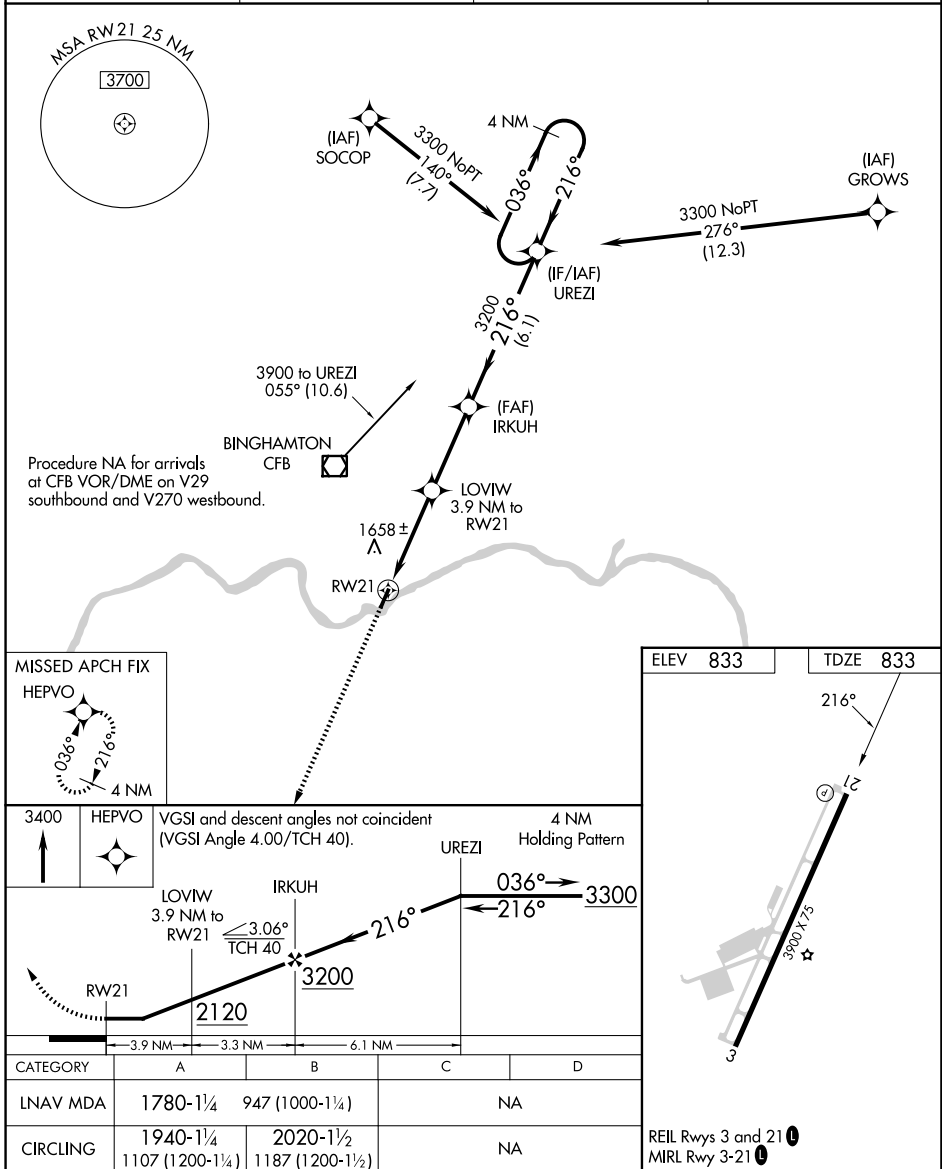 MSA RW21 25 NM
3700
(IAF)
SOCOP
3300 NoPT
140°
(7.7)
4 NM
036°
216°
(IAF)
GROWS
3300 NoPT
276°
(12.3)
(IF/IAF)
UREZI
3200
216°
(6.1)
3900 to UREZI
055° (10.6)
(FAF)
IRKUH
BINGHAMTON
CFB
Procedure NA for arrivals
at CFB VOR/DME on V29
southbound and V270 westbound.
LOVIW
3.9 NM to
RW21
1658 ±
RW21
MISSED APCH FIX
HEPVO
036°
216°
4 NM
ELEV 833
TDZE 833
216°
P
21
3900 X 75
3
REIL Rwys 3 and 21 L
MIRL Rwy 3-21 L
3400
HEPVO
VGSI and descent angles not coincident
(VGSI Angle 4.00/TCH 40).
4 NM
Holding Pattern
UREZI
036°
216°
3300
IRKUH
LOVIW
3.9 NM to
RW21
3.06°
TCH 40
216°
3200
RW21
2120
3.9 NM
3.3 NM
6.1 NM
CATEGORY A B C D
LNAV MDA 1780-1¼ 947 (1000-1¼) NA
CIRCLING 1940-1¼ 2020-1½ NA
1107 (1200-1¼) 1187 (1200-1½)